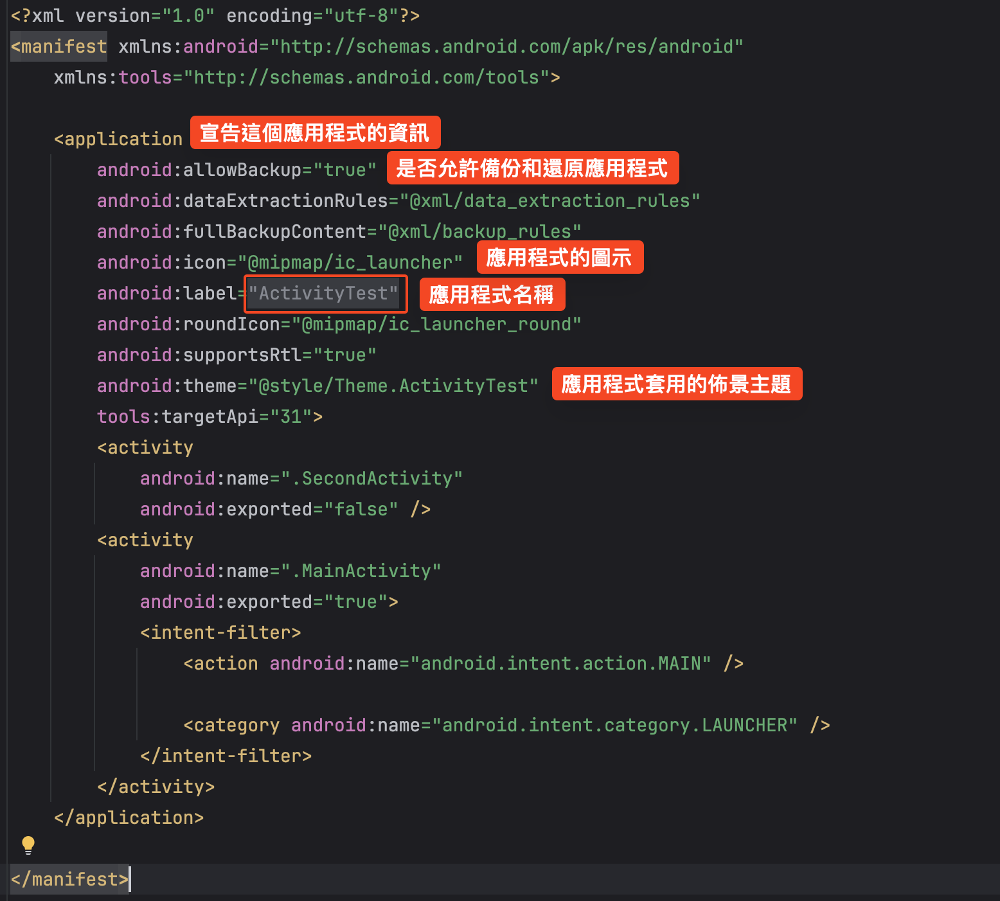 <?xml version="1.0" encoding="utf-8"?>
<manifest xmlns:android="http://schemas.android.com/apk/res/android"
xmlns:tools="http://schemas.android.com/tools">
<application 宣告這個應用程式的資訊
android:allowBackup="true" 是否允許備份和還原應用程式
android:dataExtractionRules="@xml/data_extraction_rules"
android:fullBackupContent="@xml/backup_rules"
android:icon="@mipmap/ic_launcher" 應用程式的圖示
android:label="ActivityTest" 應用程式名稱
android:roundIcon="@mipmap/ic_launcher_round"
android:supportsRtl="true"
android:theme="@style/Theme.ActivityTest" 應用程式套用的佈景主題
tools:targetApi="31">
<activity
android:name=".SecondActivity"
android:exported="false" />
<activity
android:name=".MainActivity"
android:exported="true">
<intent-filter>
<action android:name="android.intent.action.MAIN" />
<category android:name="android.intent.category.LAUNCHER" />
</intent-filter>
</activity>
</application>
</manifest>